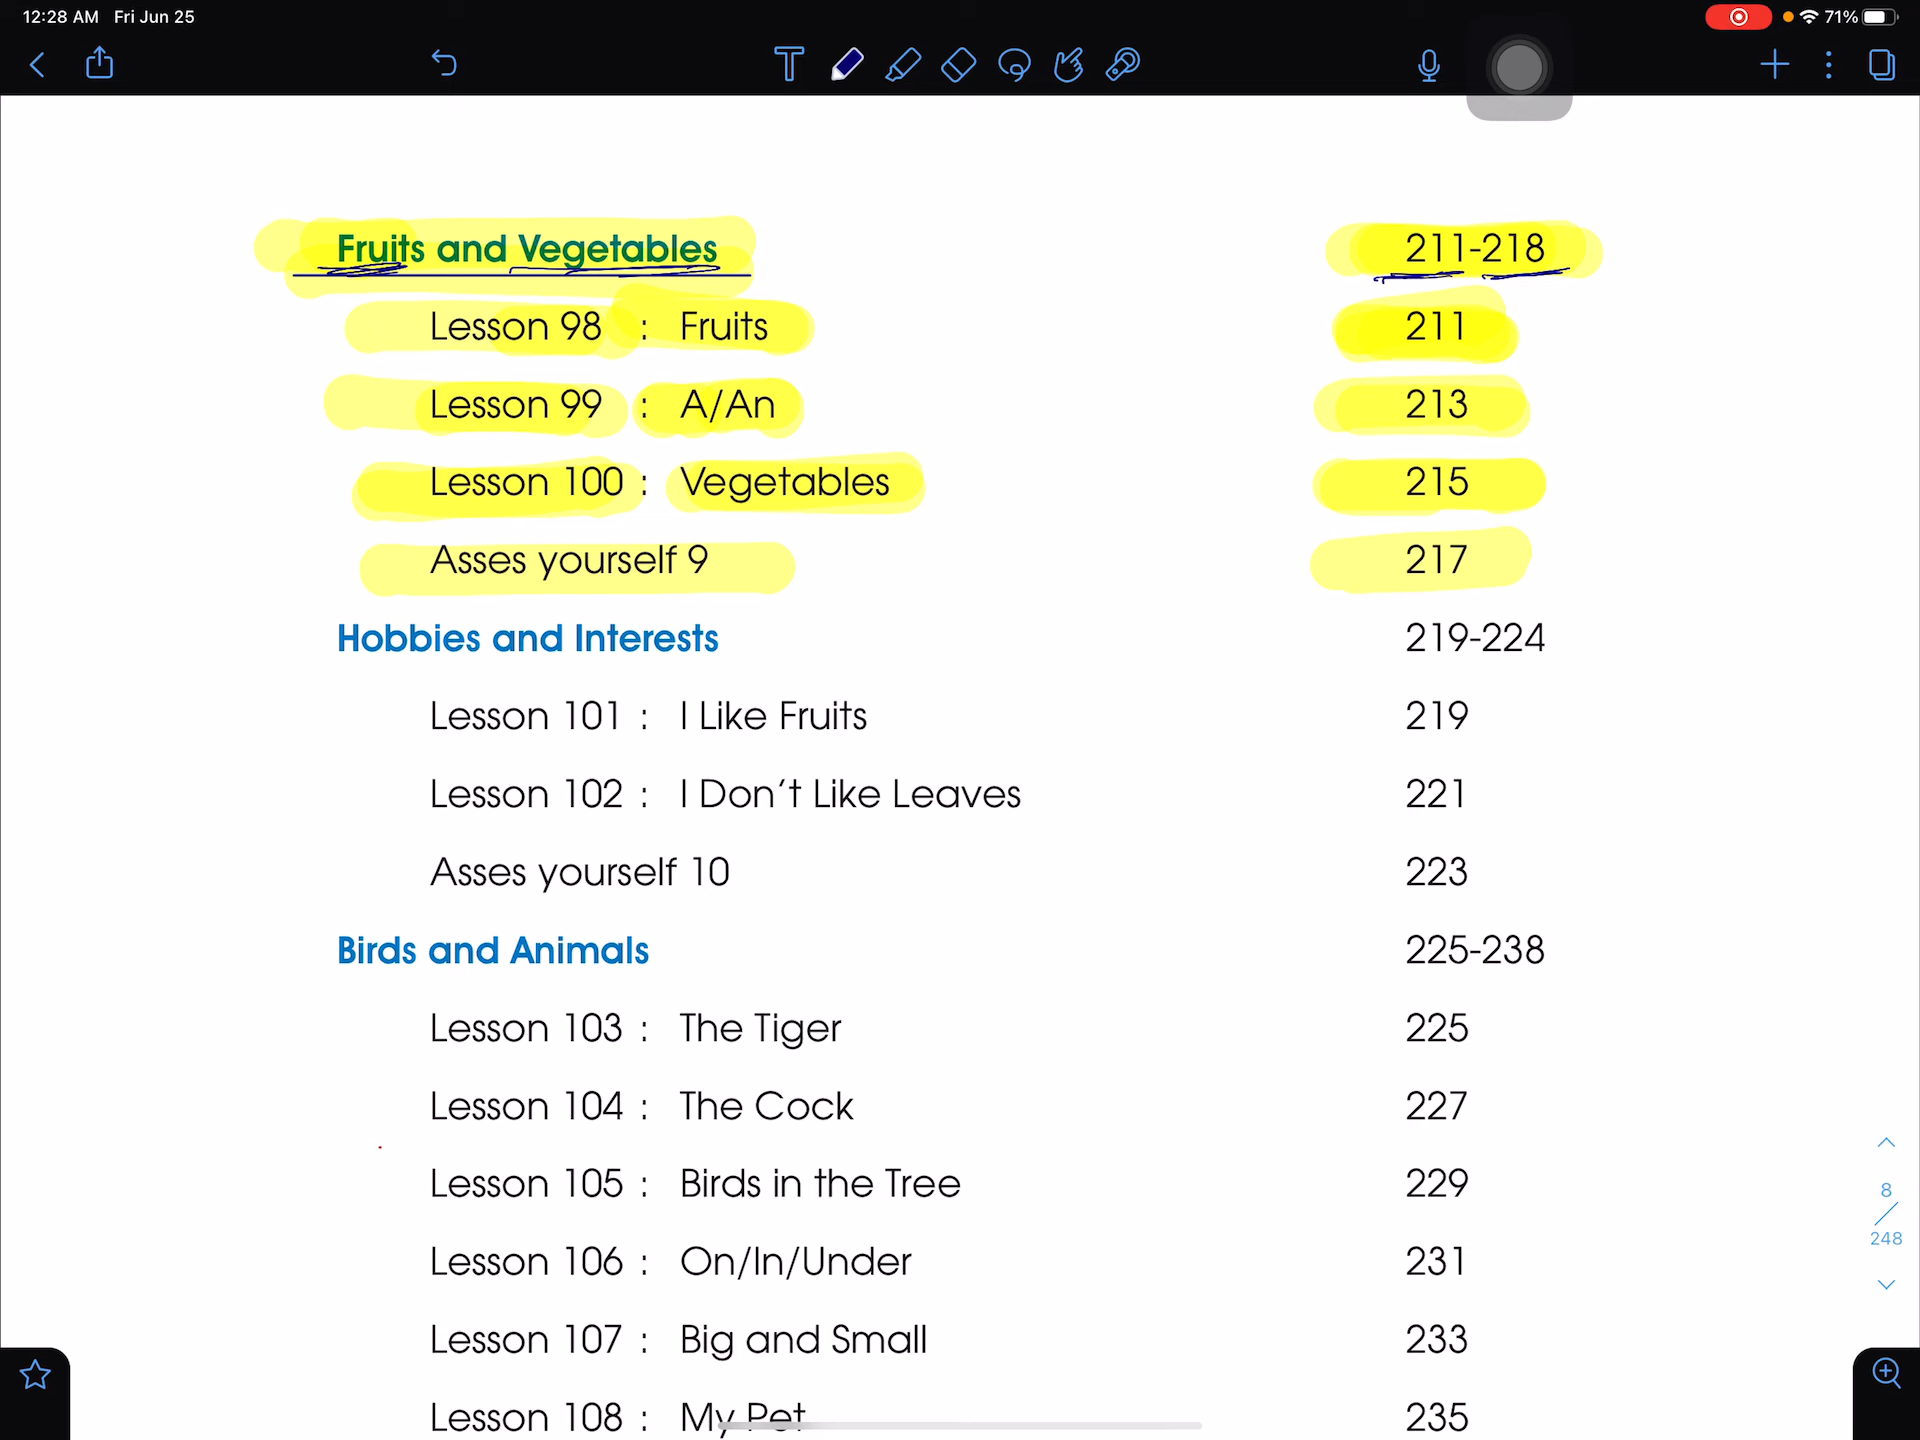 12:28 AM Fri Jun 25 71%
Fruits and Vegetables 211-218
Lesson 98 : Fruits 211
Lesson 99 : A/An 213
Lesson 100 : Vegetables 215
Asses yourself 9 217
Hobbies and Interests 219-224
Lesson 101 : I Like Fruits 219
Lesson 102 : I Don’t Like Leaves 221
Asses yourself 10 223
Birds and Animals 225-238
Lesson 103 : The Tiger 225
Lesson 104 : The Cock 227
Lesson 105 : Birds in the Tree 229
Lesson 106 : On/In/Under 231
Lesson 107 : Big and Small 233
Lesson 108 : My Pet 235
8
248